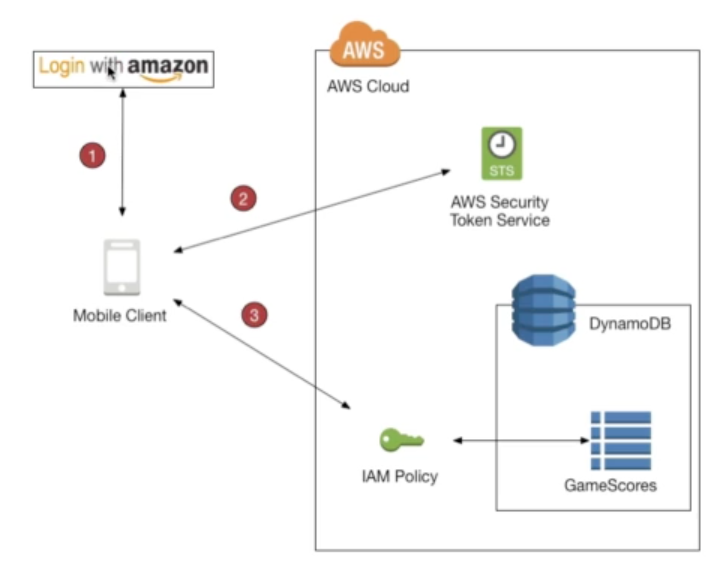 Login with amazon
AWS
AWS Cloud
1
2
STS
AWS Security
Token Service
Mobile Client
3
DynamoDB
IAM Policy
GameScores